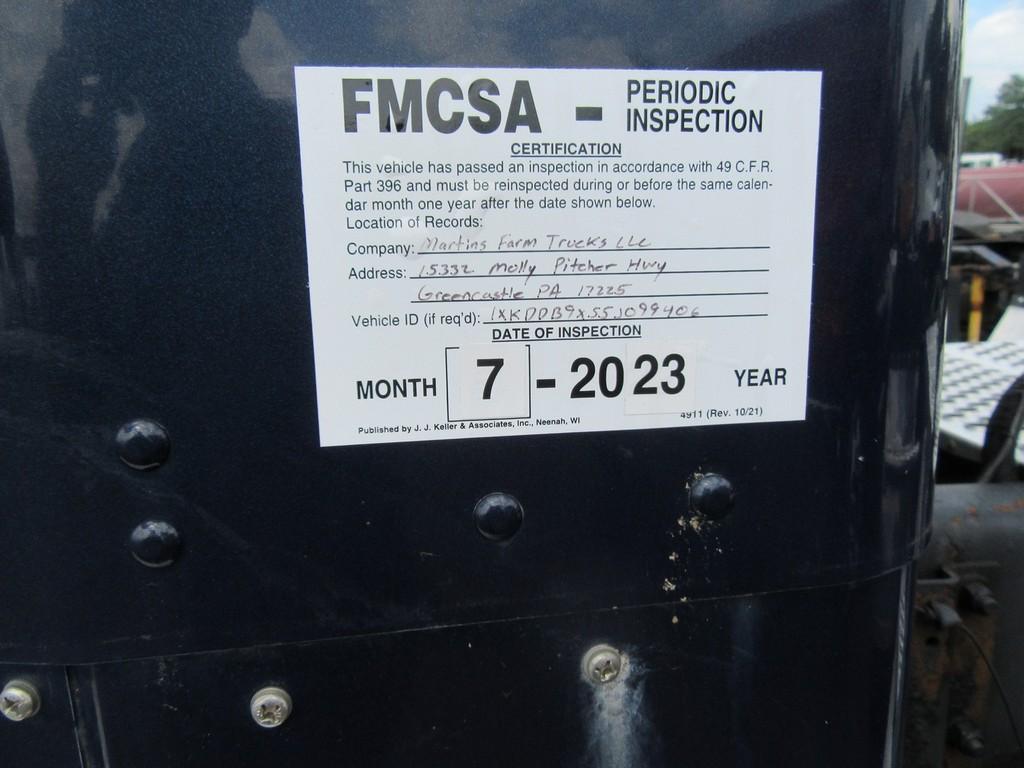 FMCSA - PERIODIC INSPECTION
CERTIFICATION
This vehicle has passed an inspection in accordance with 49 C.F.R.
Part 396 and must be reinspected during or before the same calen-
dar month one year after the date shown below.
Location of Records:
Company: Martins Farm Trucks LLC
Address: 15332 Molly Pitcher Hwy
Greencastle PA 17225
Vehicle ID (if req'd): 1XKDDB9X55J099406
DATE OF INSPECTION
MONTH 7 - 2023 YEAR
4911 (Rev. 10/21)
Published by J. J. Keller & Associates, Inc., Neenah, WI